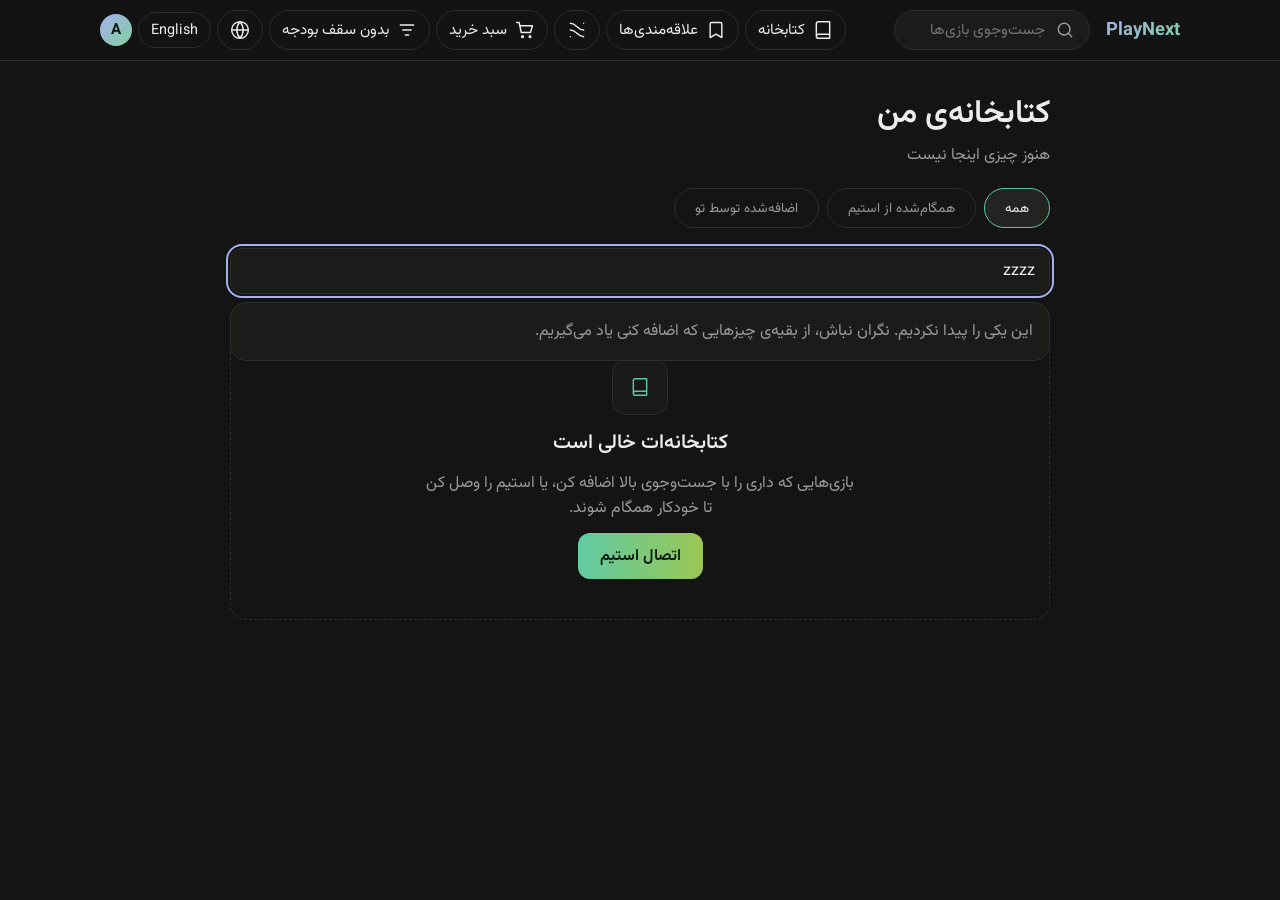 PlayNext
جست‌وجوی بازی‌ها
کتابخانه
علاقه‌مندی‌ها
سبد خرید
بدون سقف بودجه
English
A
کتابخانه‌ی من
هنوز چیزی اینجا نیست
همه
همگام‌شده از استیم
اضافه‌شده توسط تو
zzzz
این یکی را پیدا نکردیم. نگران نباش، از بقیه‌ی چیزهایی که اضافه کنی یاد می‌گیریم.
کتابخانه‌ات خالی است
بازی‌هایی که داری را با جست‌وجوی بالا اضافه کن، یا استیم را وصل کن
تا خودکار همگام شوند.
اتصال استیم